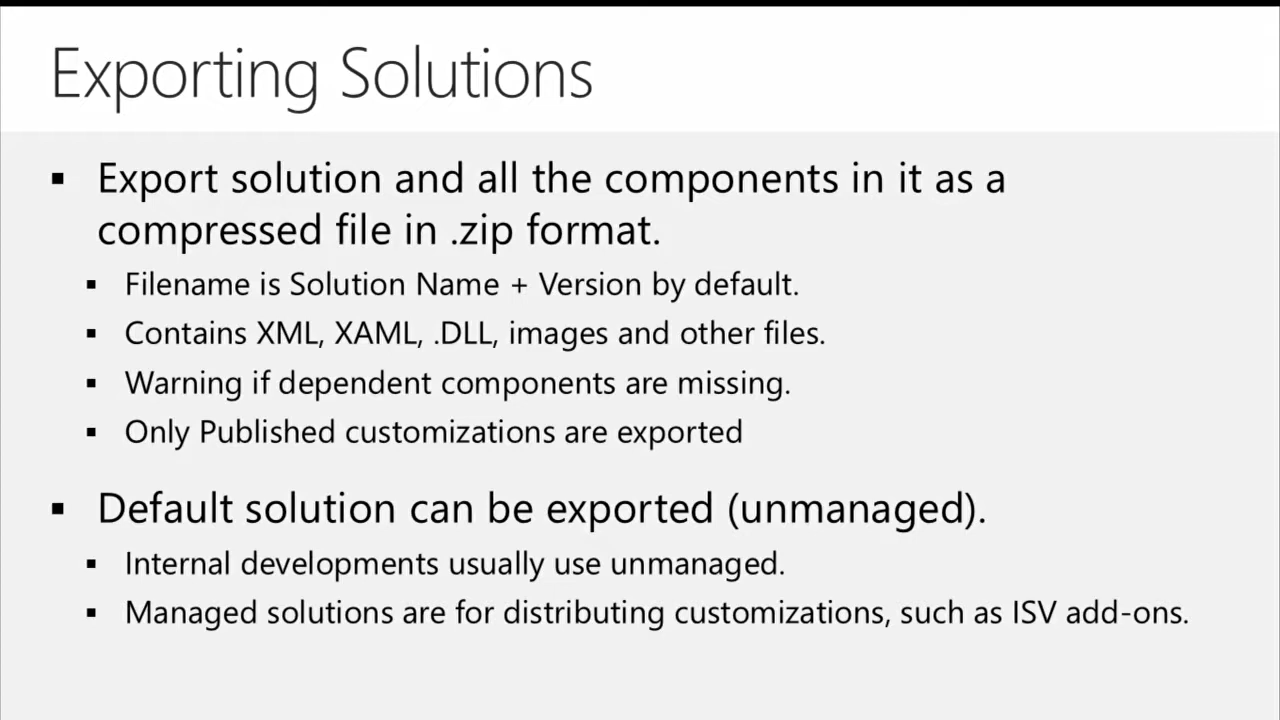 Exporting Solutions
▪ Export solution and all the components in it as a
compressed file in .zip format.
▪ Filename is Solution Name + Version by default.
▪ Contains XML, XAML, .DLL, images and other files.
▪ Warning if dependent components are missing.
▪ Only Published customizations are exported
▪ Default solution can be exported (unmanaged).
▪ Internal developments usually use unmanaged.
▪ Managed solutions are for distributing customizations, such as ISV add-ons.